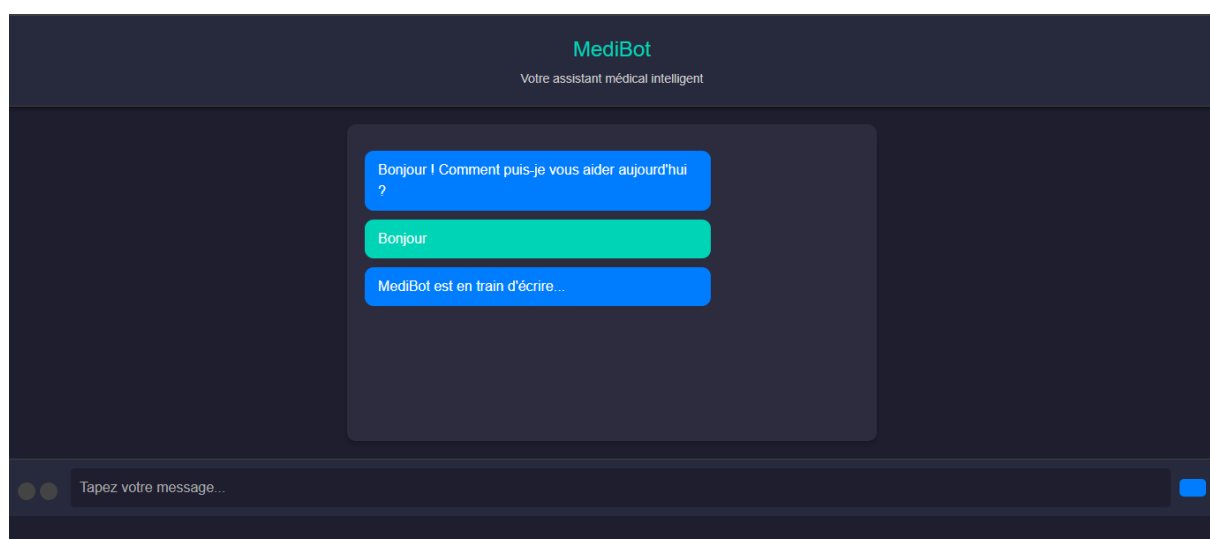 MediBot
Votre assistant médical intelligent
Bonjour ! Comment puis-je vous aider aujourd'hui
?
Bonjour
MediBot est en train d'écrire...
Tapez votre message...